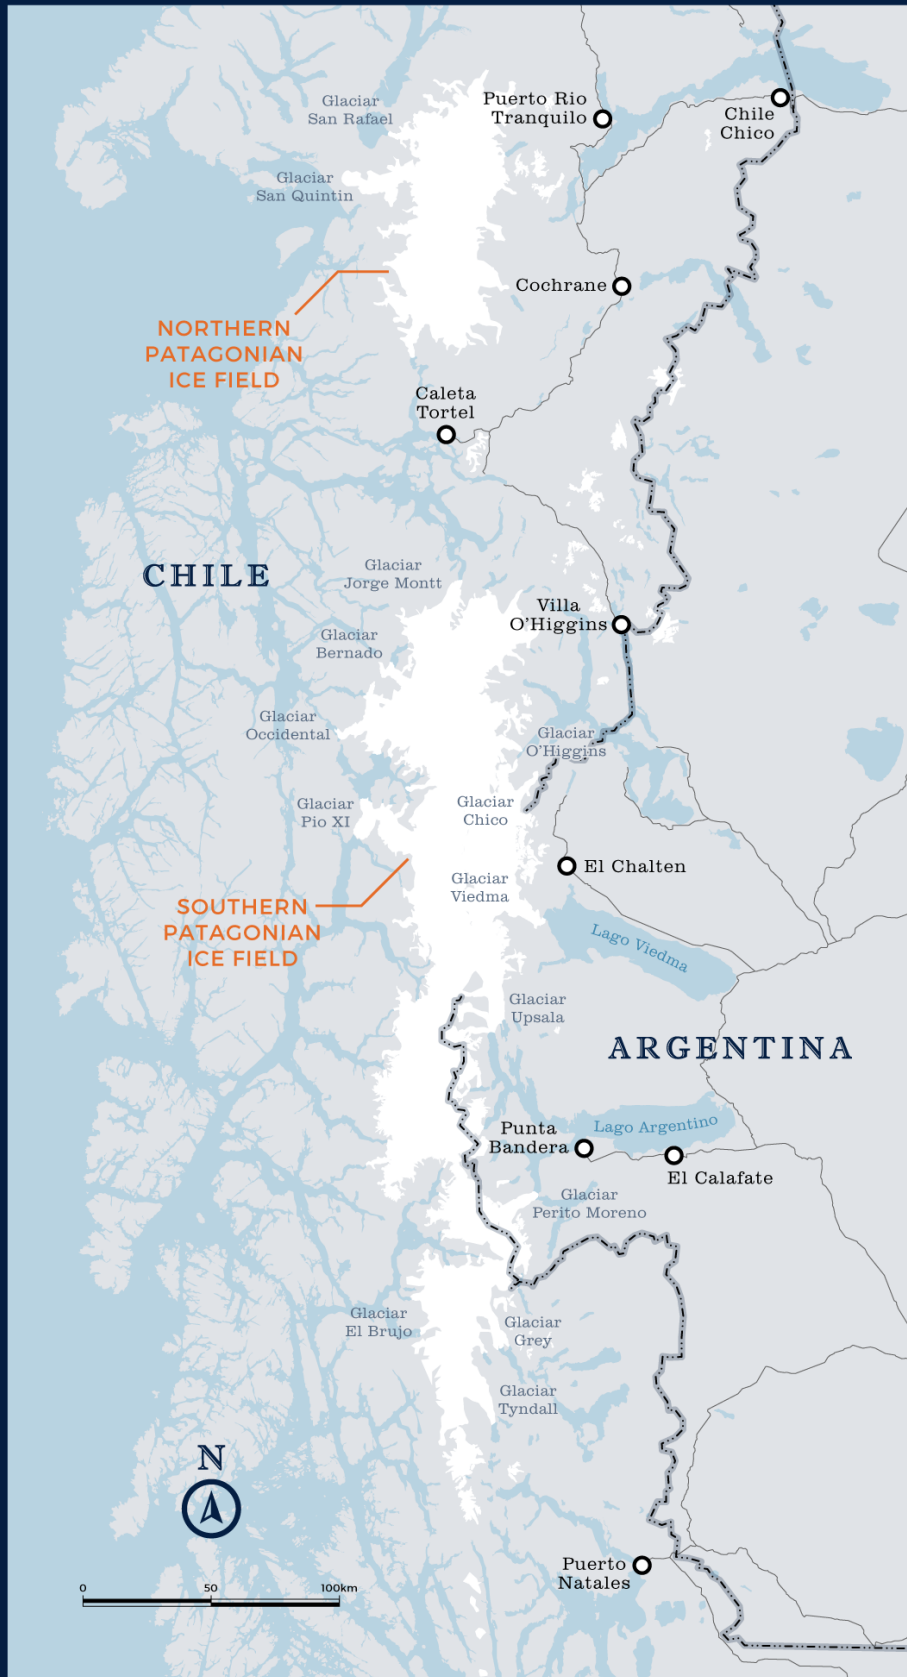 Glaciar
San Rafael
Puerto Rio
Tranquilo
Chile
Chico
Glaciar
San Quintin
Cochrane
NORTHERN
PATAGONIAN
ICE FIELD
Caleta
Tortel
CHILE
Glaciar
Jorge Montt
Villa
O'Higgins
Glaciar
Bernado
Glaciar
Occidental
Glaciar
O'Higgins
Glaciar
Pio XI
Glaciar
Chico
El Chalten
Glaciar
Viedma
SOUTHERN
PATAGONIAN
ICE FIELD
Lago Viedma
Glaciar
Upsala
ARGENTINA
Punta
Bandera
Lago Argentino
El Calafate
Glaciar
Perito Moreno
Glaciar
El Brujo
Glaciar
Grey
Glaciar
Tyndall
N
Puerto
Natales
0 50 100km